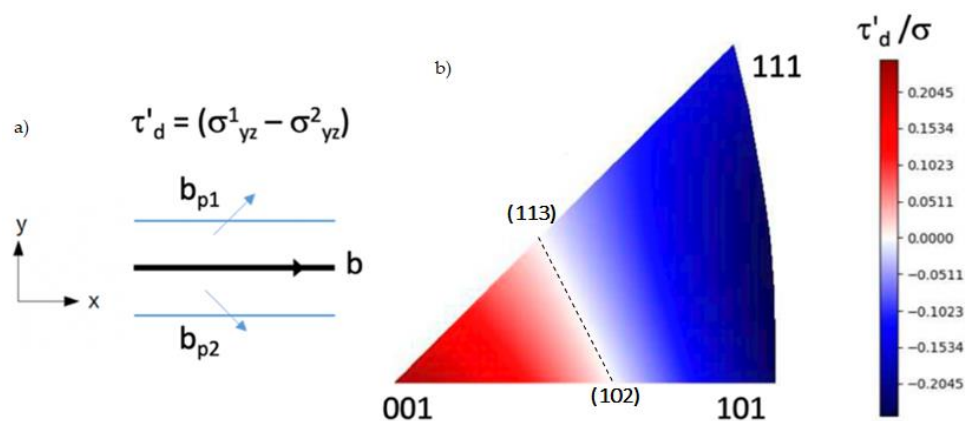 a)
τ'd = (σ¹yz – σ²yz)
bp1
b
bp2
y
x
b)
111
(113)
(102)
001
101
τ'd /σ
0.2045
0.1534
0.1023
0.0511
0.0000
−0.0511
−0.1023
−0.1534
−0.2045